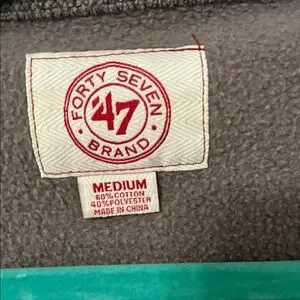 FORTY SEVEN
'47
BRAND
MEDIUM
60% COTTON
40% POLYESTER
MADE IN CHINA